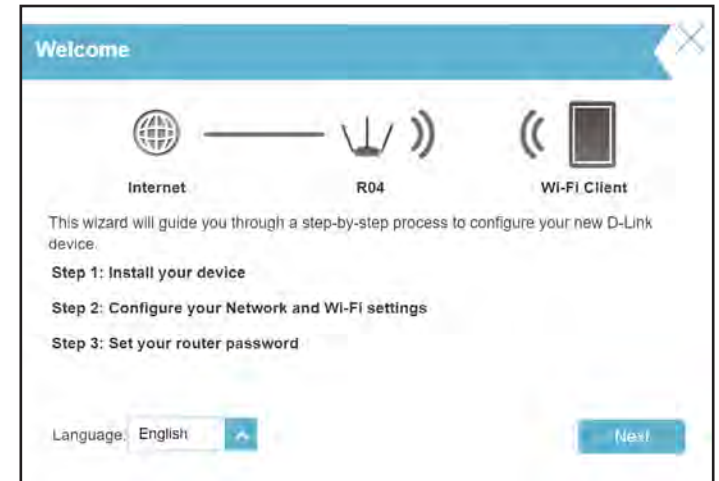 Welcome
Internet
R04
Wi-Fi Client
This wizard will guide you through a step-by-step process to configure your new D-Link
device.
Step 1: Install your device
Step 2: Configure your Network and Wi-Fi settings
Step 3: Set your router password
Language: English
Next